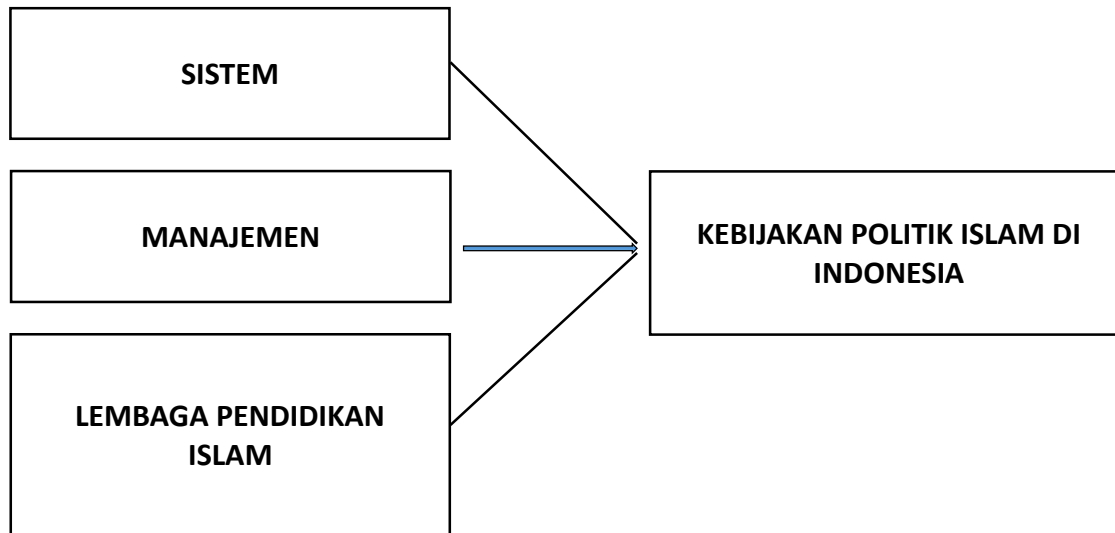 SISTEM
MANAJEMEN
LEMBAGA PENDIDIKAN
ISLAM
KEBIJAKAN POLITIK ISLAM DI
INDONESIA